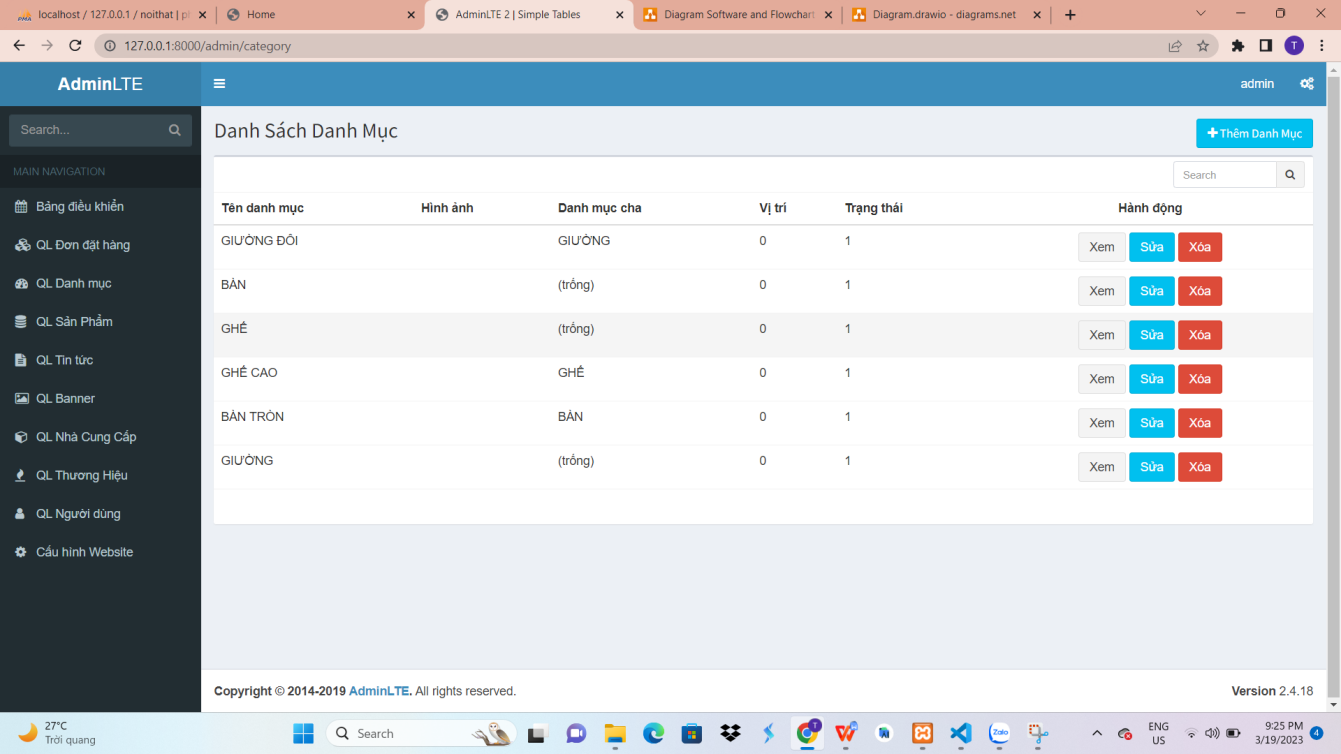 localhost / 127.0.0.1 / noithat | p
Home
AdminLTE 2 | Simple Tables
Diagram Software and Flowchart
Diagram.drawio - diagrams.net
127.0.0.1:8000/admin/category
T
AdminLTE
admin
Search...
MAIN NAVIGATION
Bảng điều khiển
QL Đơn đặt hàng
QL Danh mục
QL Sản Phẩm
QL Tin tức
QL Banner
QL Nhà Cung Cấp
QL Thương Hiệu
QL Người dùng
Cấu hình Website
Danh Sách Danh Mục
Thêm Danh Mục
Search
Tên danh mục Hình ảnh Danh mục cha Vị trí Trạng thái Hành động
GIƯỜNG ĐÔI GIƯỜNG 0 1 Xem Sửa Xóa
BÀN (trống) 0 1 Xem Sửa Xóa
GHẾ (trống) 0 1 Xem Sửa Xóa
GHẾ CAO GHẾ 0 1 Xem Sửa Xóa
BÀN TRÒN BÀN 0 1 Xem Sửa Xóa
GIƯỜNG (trống) 0 1 Xem Sửa Xóa
Copyright © 2014-2019 AdminLTE. All rights reserved.
Version 2.4.18
27°C
Trời quang
Search
T
Zalo
ENG
US
9:25 PM
3/19/2023
4